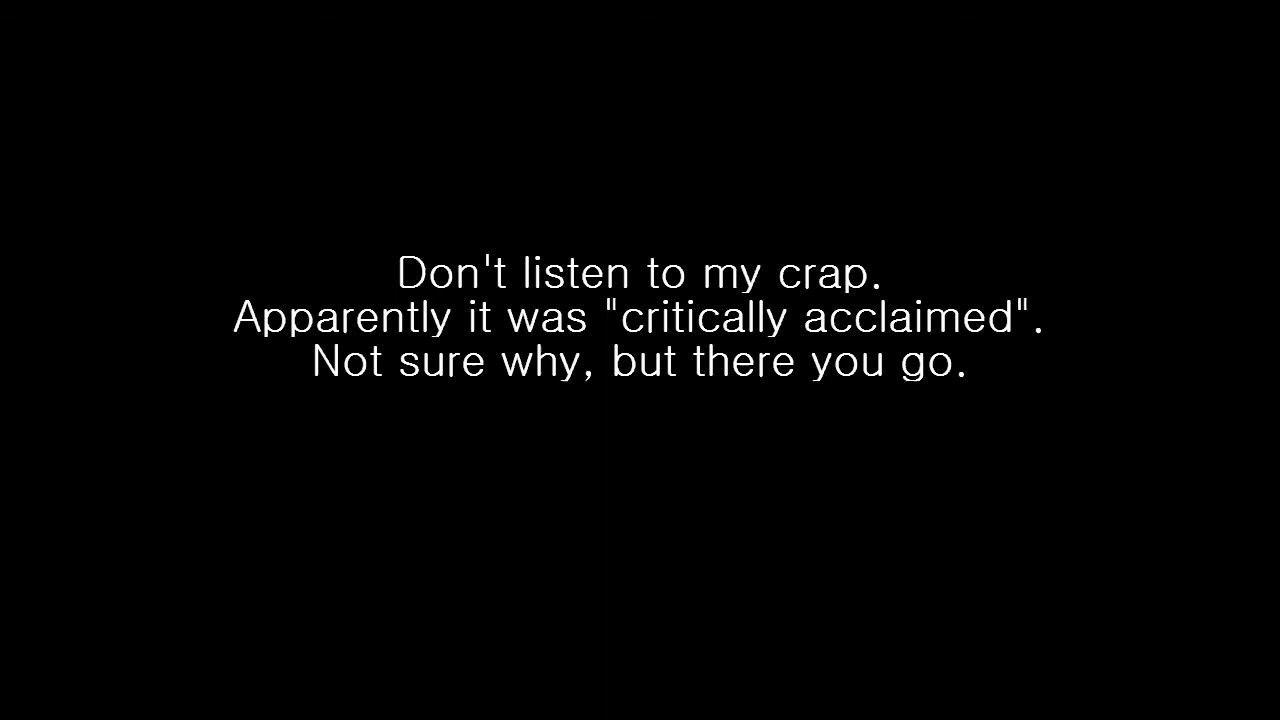 Don't listen to my crap.
Apparently it was "critically acclaimed".
Not sure why, but there you go.